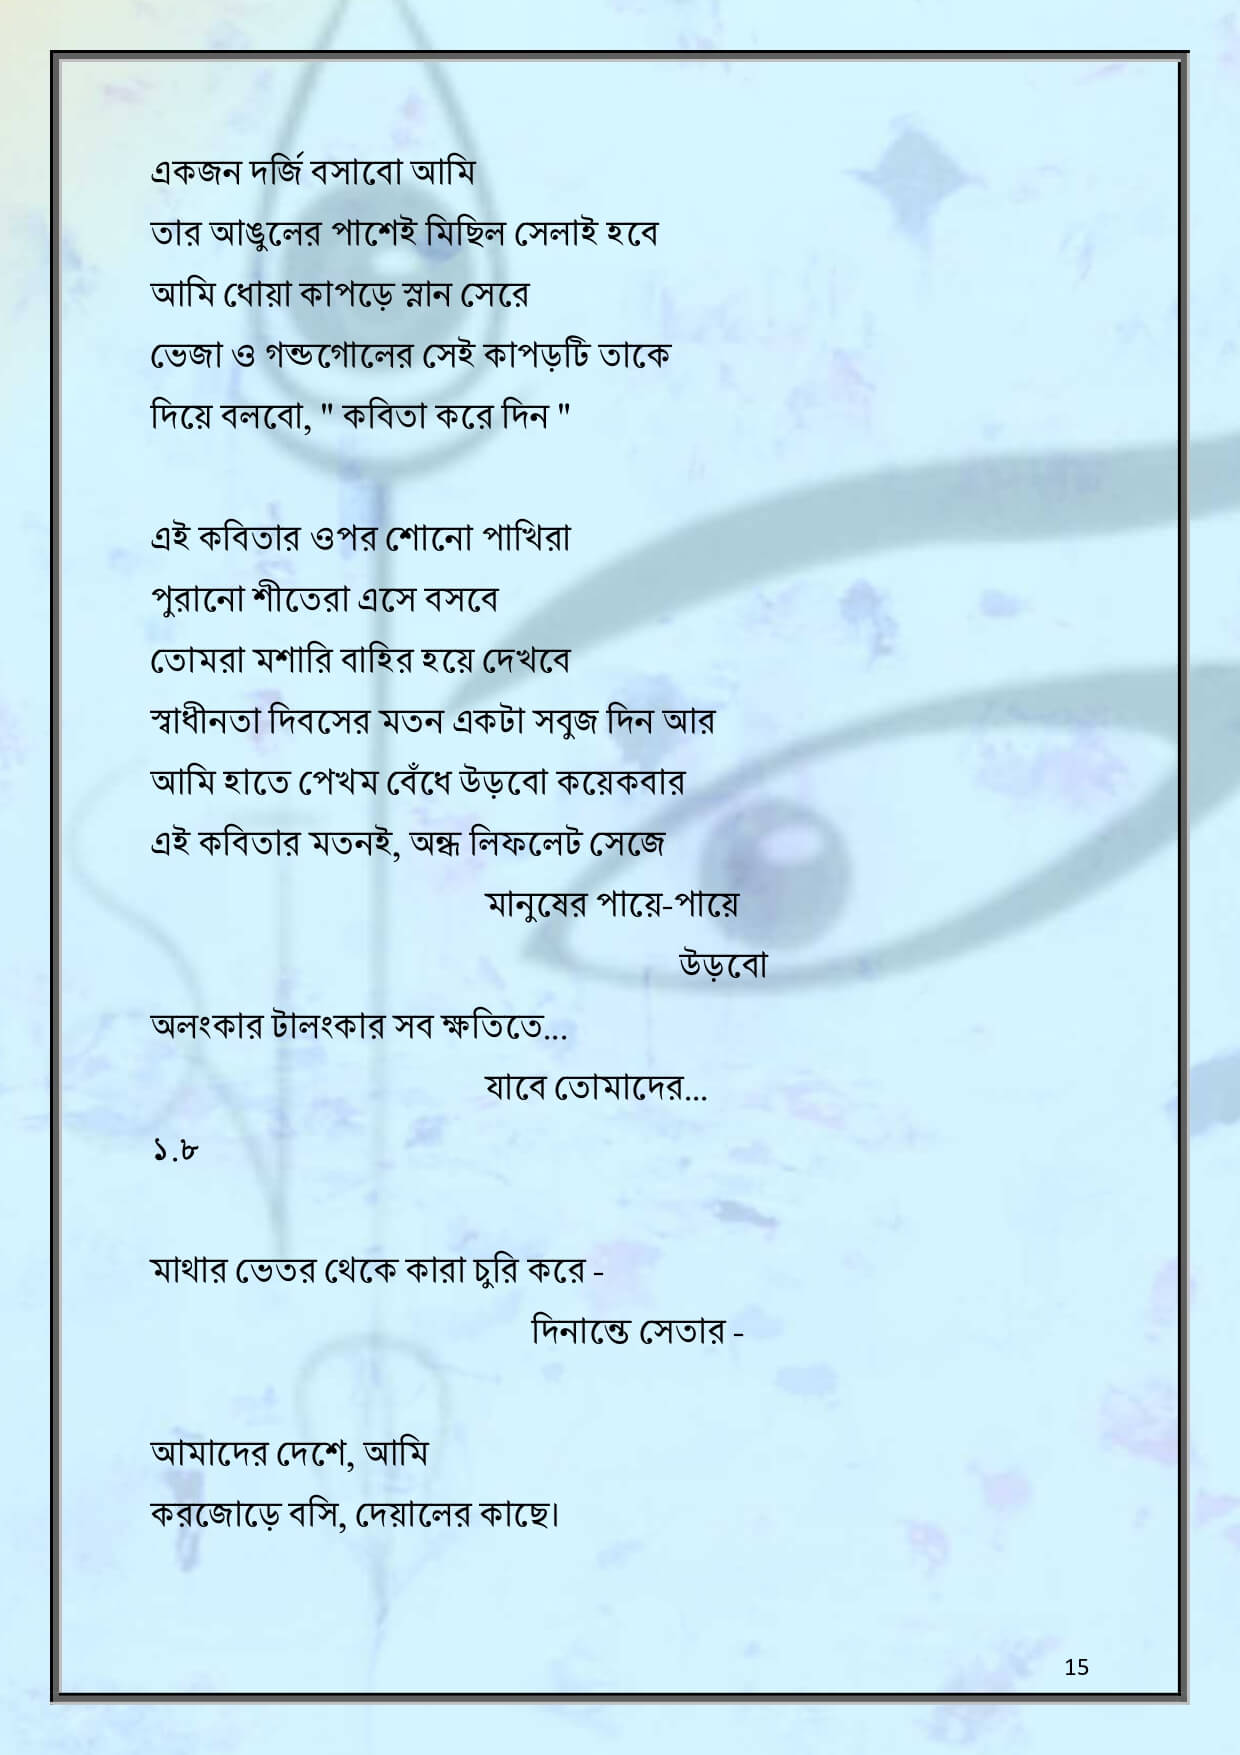 একজন দর্জি বসাবো আমি
তার আঙুলের পাশেই মিছিল সেলাই হবে
আমি ধোয়া কাপড়ে স্নান সেরে
ভেজা ও গন্ডগোলের সেই কাপড়টি তাকে
দিয়ে বলবো, " কবিতা করে দিন "
এই কবিতার ওপর শোনো পাখিরা
পুরানো শীতেরা এসে বসবে
তোমরা মশারি বাহির হয়ে দেখবে
স্বাধীনতা দিবসের মতন একটা সবুজ দিন আর
আমি হাতে পেখম বেঁধে উড়বো কয়েকবার
এই কবিতার মতনই, অন্ধ লিফলেট সেজে
মানুষের পায়ে-পায়ে
উড়বো
অলংকার টালংকার সব ক্ষতিতে...
যাবে তোমাদের...
১.৮
মাথার ভেতর থেকে কারা চুরি করে -
দিনান্তে সেতার -
আমাদের দেশে, আমি
করজোড়ে বসি, দেয়ালের কাছে।
15